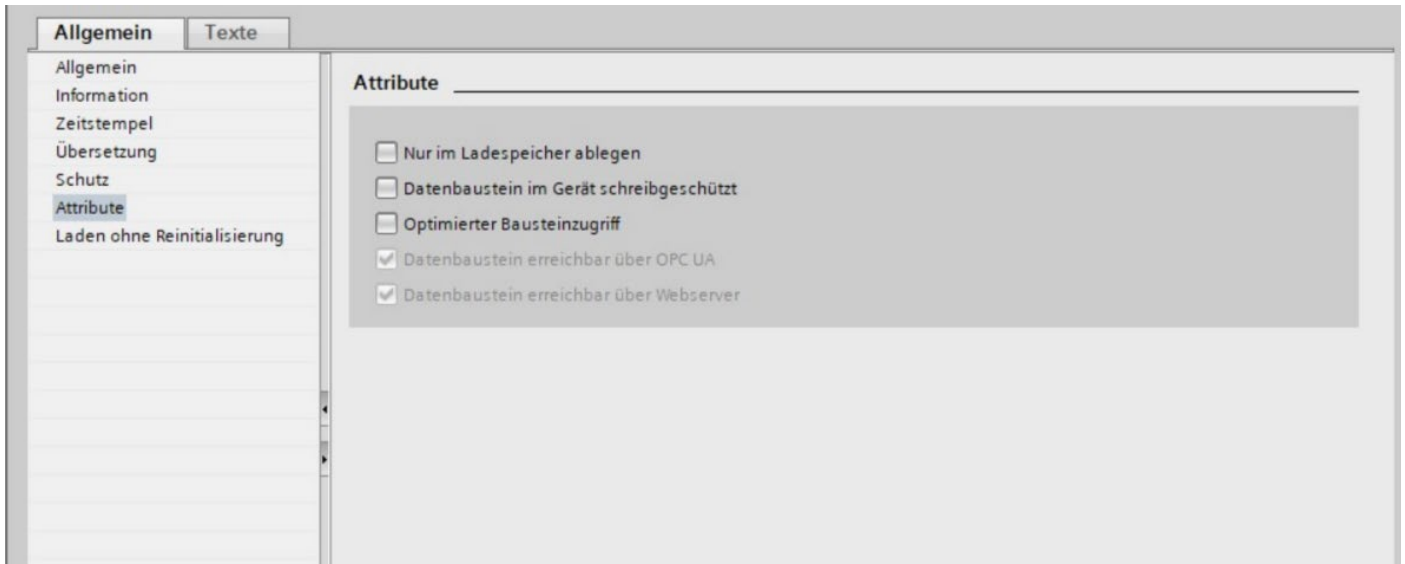 Allgemein Texte
Allgemein
Information
Zeitstempel
Übersetzung
Schutz
Attribute
Laden ohne Reinitialisierung
Attribute
Nur im Ladespeicher ablegen
Datenbaustein im Gerät schreibgeschützt
Optimierter Bausteinzugriff
Datenbaustein erreichbar über OPC UA
Datenbaustein erreichbar über Webserver